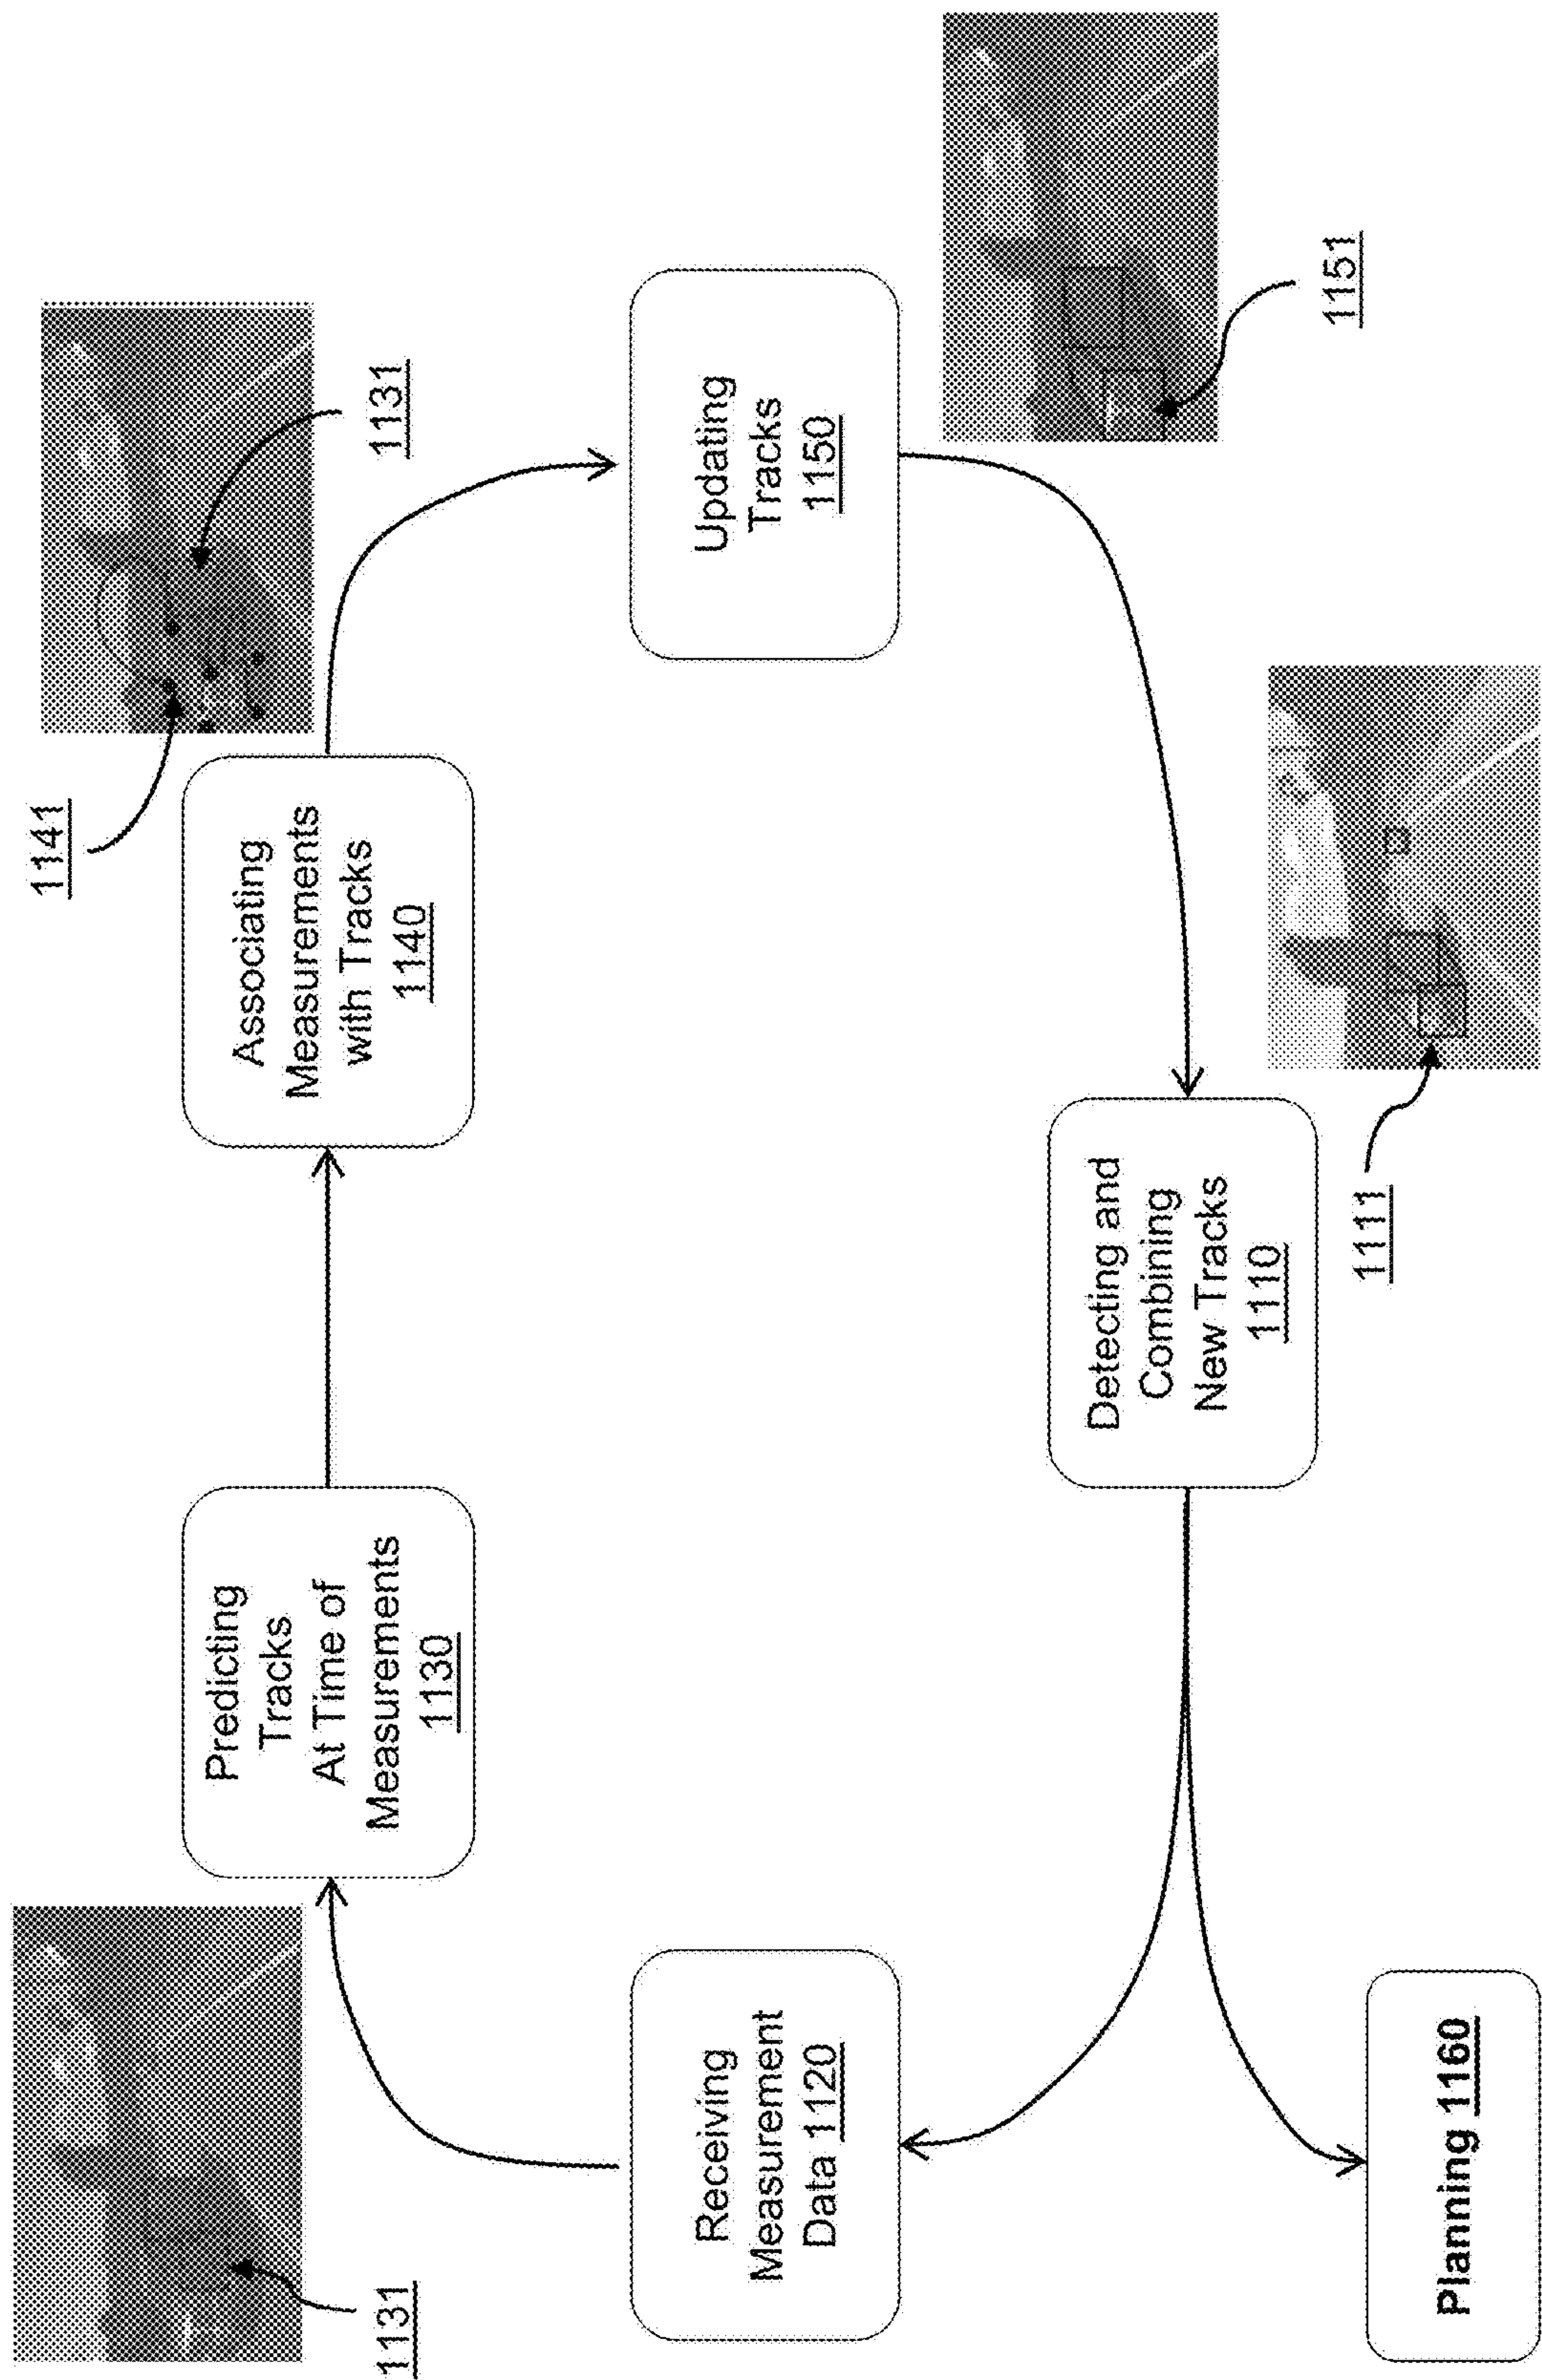 1131
Predicting
Tracks
At Time of
Measurements
1130
Associating
Measurements
with Tracks
1140
1141
1131
Receiving
Measurement
Data 1120
Updating
Tracks
1150
1151
Planning 1160
Detecting and
Combining
New Tracks
1110
1111